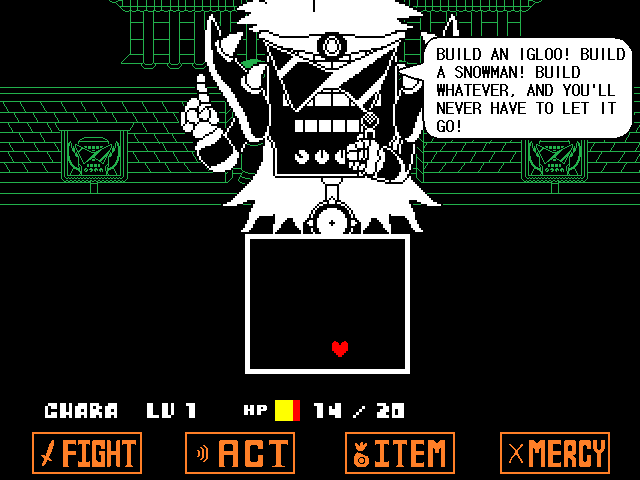 BUILD AN IGLOO! BUILD
A SNOWMAN! BUILD
WHATEVER, AND YOU'LL
NEVER HAVE TO LET IT
GO!
CHARA LV 1 HP 14 / 20
FIGHT ACT ITEM MERCY